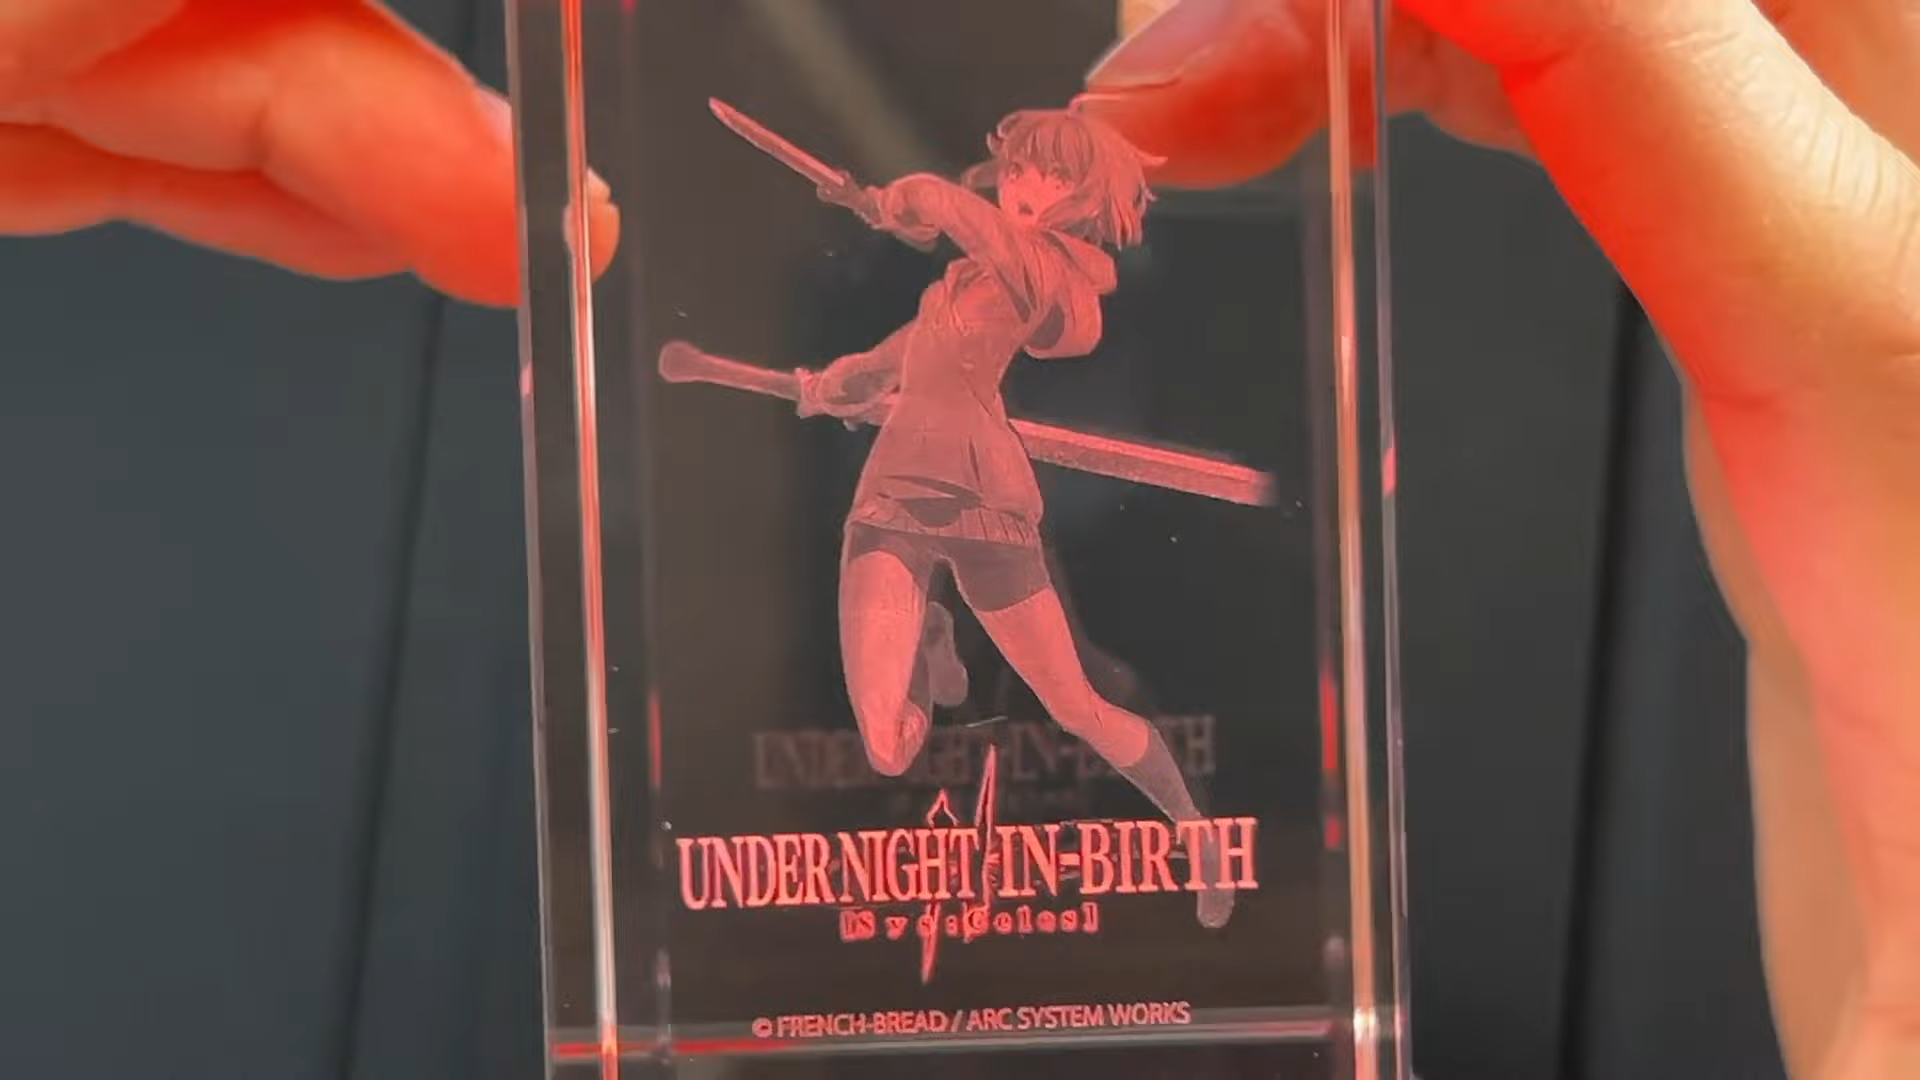 UNDER NIGHT IN-BIRTH
[Sys:Celes]
© FRENCH-BREAD / ARC SYSTEM WORKS